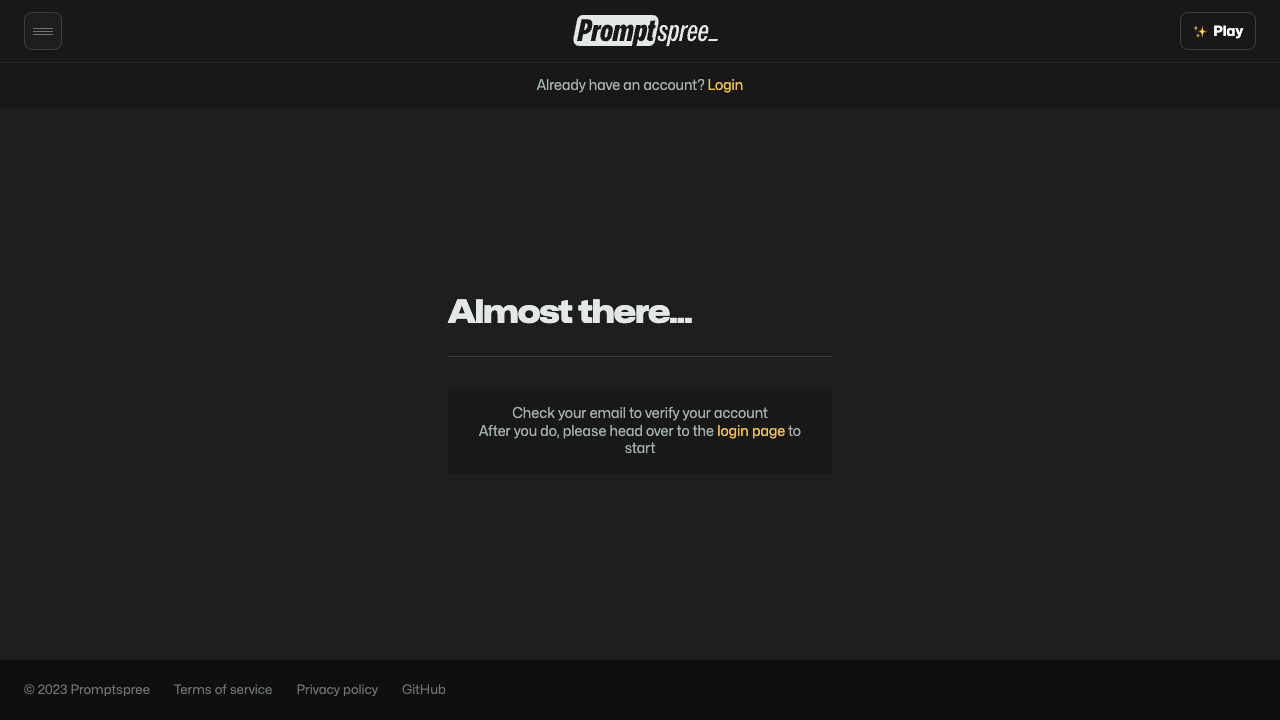 Promptspree_
✨ Play
Already have an account? Login
Almost there...
Check your email to verify your account
After you do, please head over to the login page to
start
© 2023 Promptspree
Terms of service
Privacy policy
GitHub